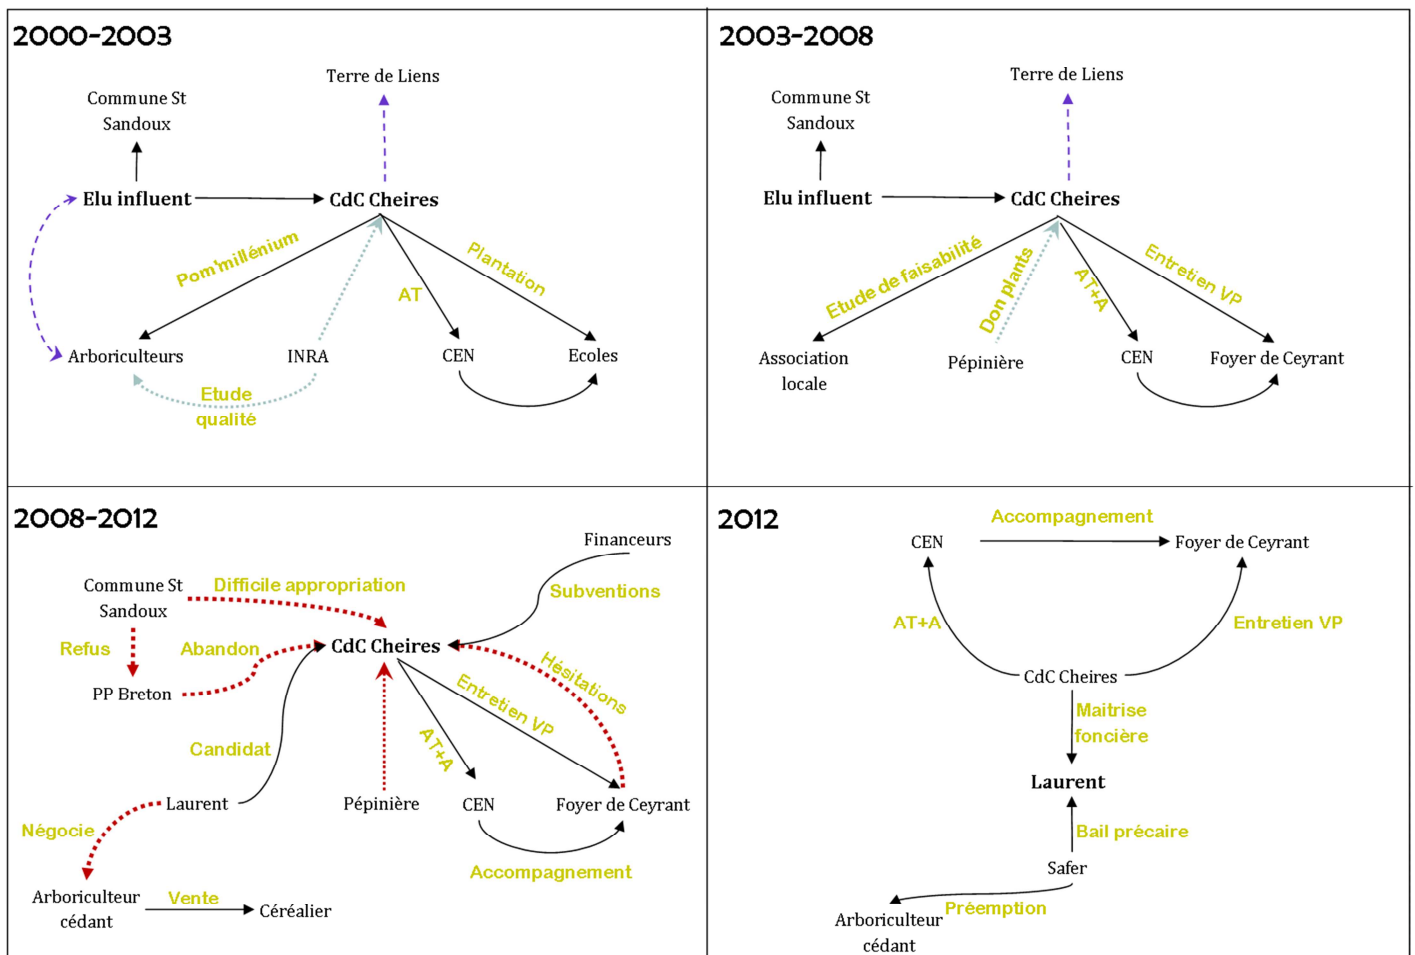 2000-2003
Terre de Liens
Commune St
Sandoux
Elu influent
CdC Cheires
Pom'millénium
Plantation
AT
Arboriculteurs
INRA
CEN
Ecoles
Etude
qualité
2003-2008
Terre de Liens
Commune St
Sandoux
Elu influent
CdC Cheires
Etude de faisabilité
Don plants
AT+A
Entretien VP
Association
locale
Pépinière
CEN
Foyer de Ceyrant
2008-2012
Financeurs
Commune St
Sandoux
Difficile appropriation
Subventions
Refus
Abandon
CdC Cheires
Hésitations
PP Breton
Entretien VP
Candidat
AT+A
Laurent
Pépinière
CEN
Foyer de Ceyrant
Négocie
Accompagnement
Arboriculteur
cédant
Vente
Céréalier
2012
Accompagnement
CEN
Foyer de Ceyrant
AT+A
Entretien VP
CdC Cheires
Maitrise
foncière
Laurent
Bail précaire
Safer
Préemption
Arboriculteur
cédant